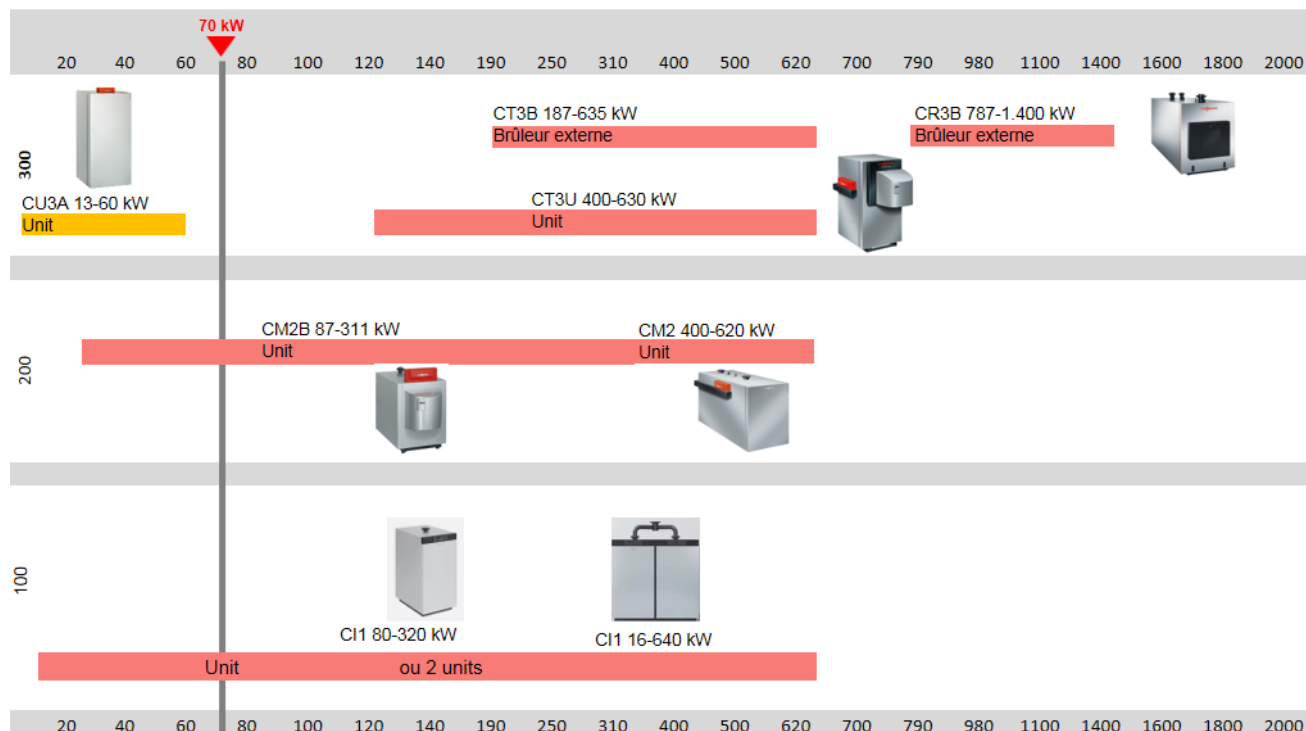 70 kW
20 40 60 80 100 120 140 190 250 310 400 500 620 700 790 980 1100 1400 1600 1800 2000
300
CT3B 187-635 kW
Brûleur externe
CR3B 787-1.400 kW
Brûleur externe
CU3A 13-60 kW
Unit
CT3U 400-630 kW
Unit
200
CM2B 87-311 kW
Unit
CM2 400-620 kW
Unit
100
CI1 80-320 kW
CI1 16-640 kW
Unit
ou 2 units
20 40 60 80 100 120 140 190 250 310 400 500 620 700 790 980 1100 1400 1600 1800 2000